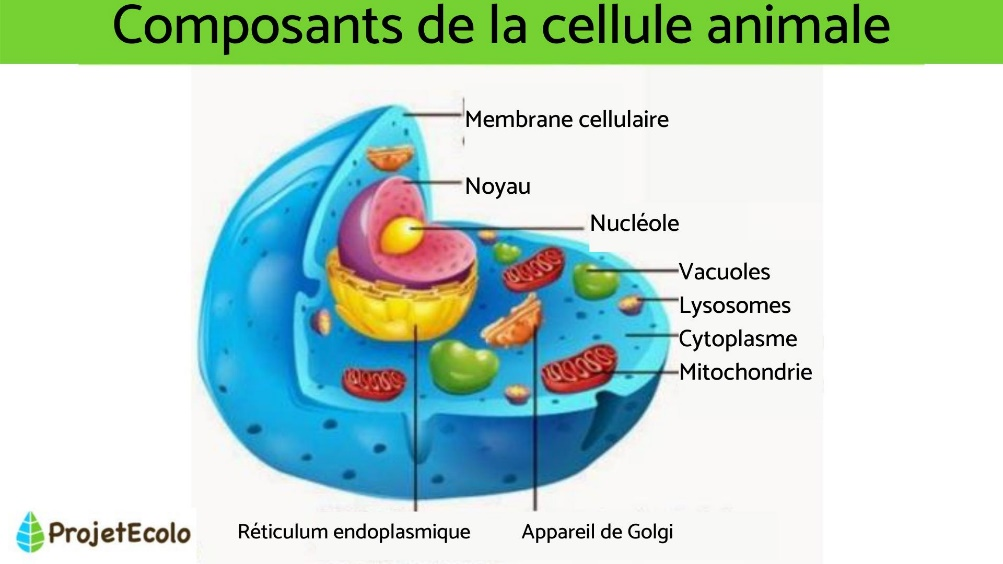 Composants de la cellule animale
Membrane cellulaire
Noyau
Nucléole
Vacuoles
Lysosomes
Cytoplasme
Mitochondrie
Réticulum endoplasmique
Appareil de Golgi
ProjetEcolo